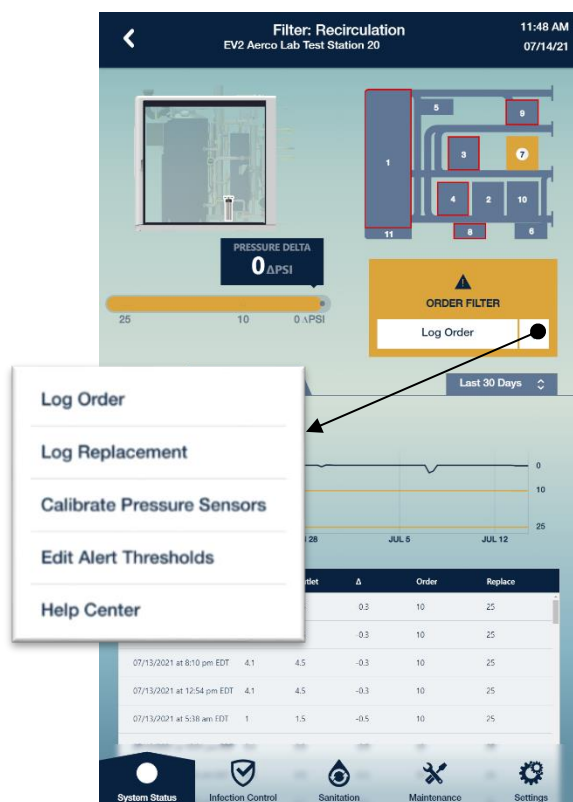 Filter: Recirculation
11:48 AM
EV2 Aerco Lab Test Station 20
07/14/21
5
9
1
3
7
4
2
10
11
8
6
PRESSURE DELTA
0 ΔPSI
25 10 0 ΔPSI
ORDER FILTER
Log Order
Last 30 Days
Log Order
Log Replacement
Calibrate Pressure Sensors
Edit Alert Thresholds
Help Center
0
10
25
28 JUL 5 JUL 12
Δ Order Replace
0.3 10 25
-0.3 10 25
07/13/2021 at 8:10 pm EDT 4.1 4.5 -0.3 10 25
07/13/2021 at 12:54 pm EDT 4.1 4.5 -0.3 10 25
07/13/2021 at 5:38 am EDT 1 1.5 -0.5 10 25
System Status Infection Control Sanitation Maintenance Settings